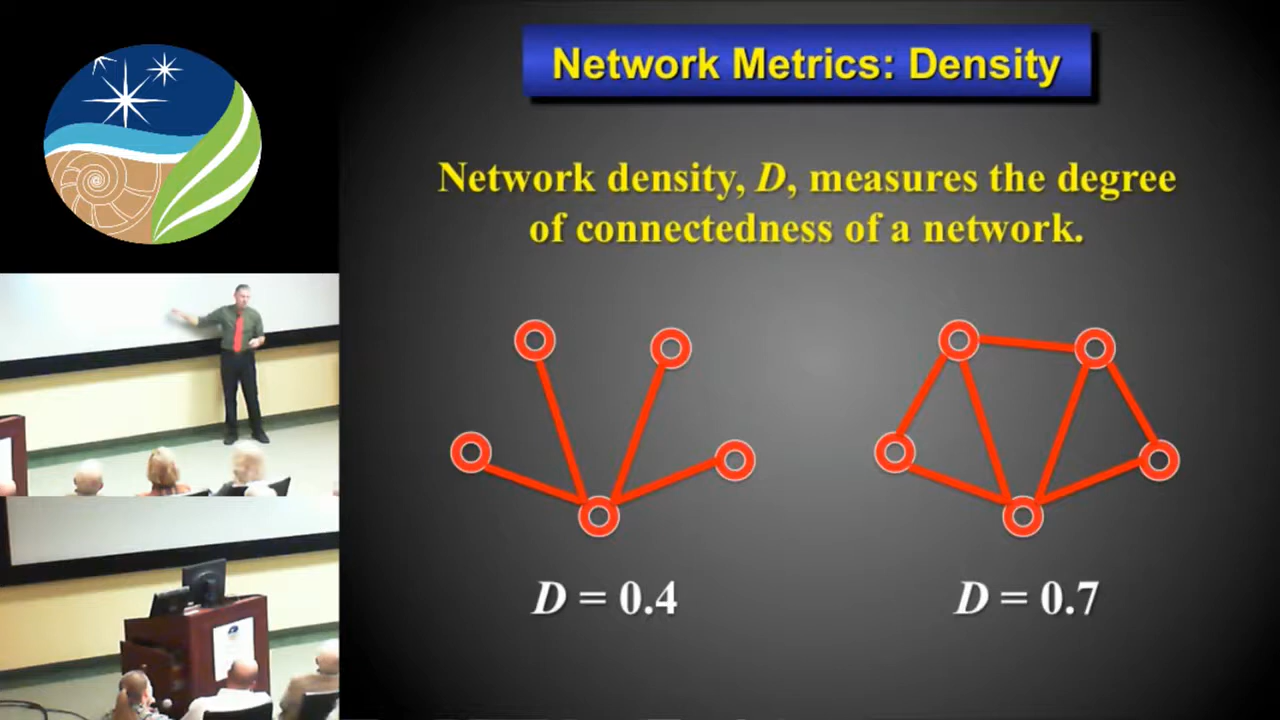 Network Metrics: Density
Network density, D, measures the degree
of connectedness of a network.
D = 0.4
D = 0.7